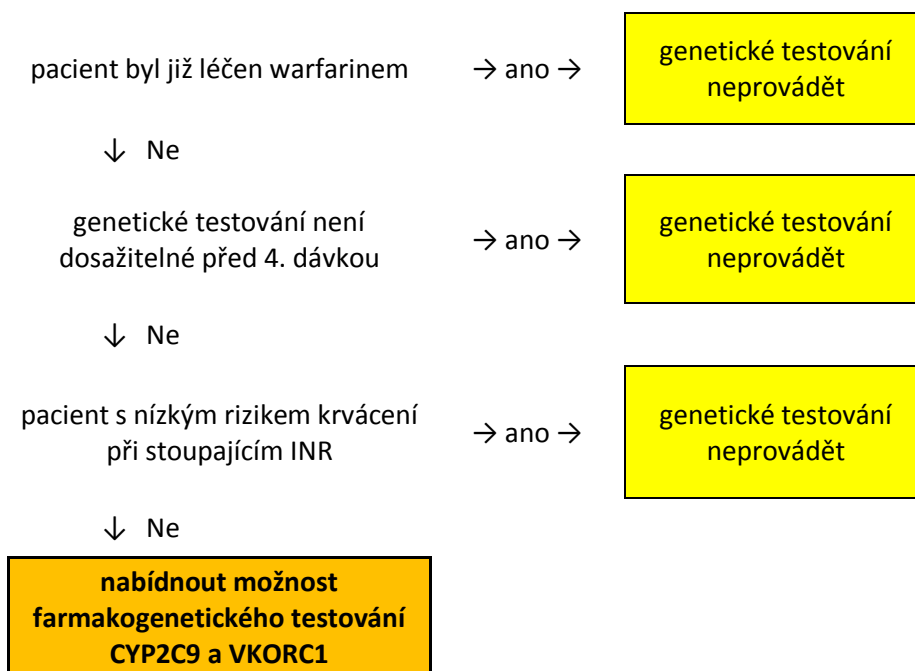 pacient byl již léčen warfarinem → ano → genetické testování
neprovádět
↓ Ne
genetické testování není
dosažitelné před 4. dávkou
→ ano →
genetické testování
neprovádět
↓ Ne
pacient s nízkým rizikem krvácení
při stoupajícím INR
→ ano →
genetické testování
neprovádět
↓ Ne
nabídnout možnost
farmakogenetického testování
CYP2C9 a VKORC1